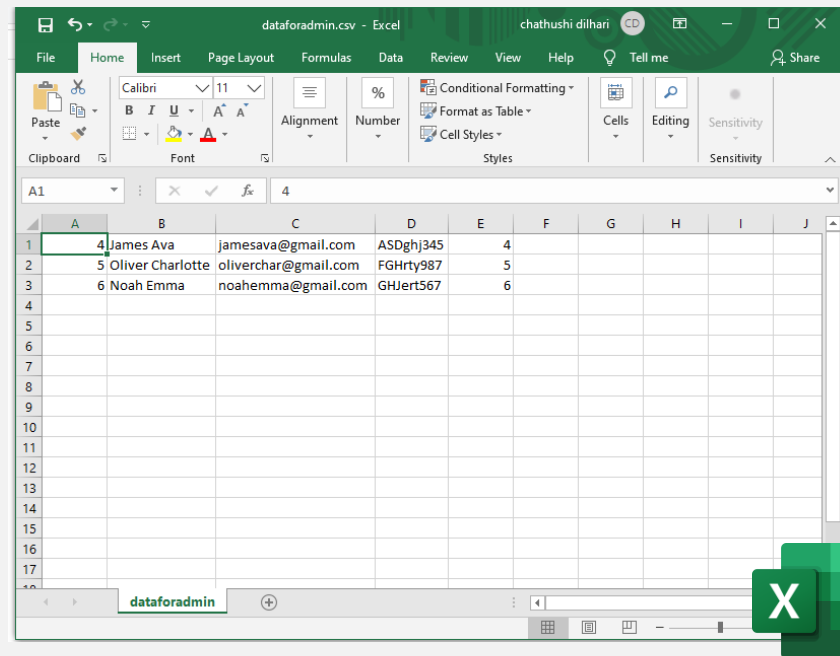 dataforadmin.csv - Excel
chathushi dilhari CD
File Home Insert Page Layout Formulas Data Review View Help Tell me Share
Calibri 11
Conditional Formatting
Paste
B I U A A
Alignment
%
Number
Format as Table
Cells
Editing
Sensitivity
Cell Styles
Clipboard Font Styles Sensitivity
A1 fx 4
A B C D E F G H I J
1 4 James Ava jamesava@gmail.com ASDghj345 4
2 5 Oliver Charlotte oliverchar@gmail.com FGHrty987 5
3 6 Noah Emma noahemma@gmail.com GHJert567 6
4
5
6
7
8
9
10
11
12
13
14
15
16
17
dataforadmin
X